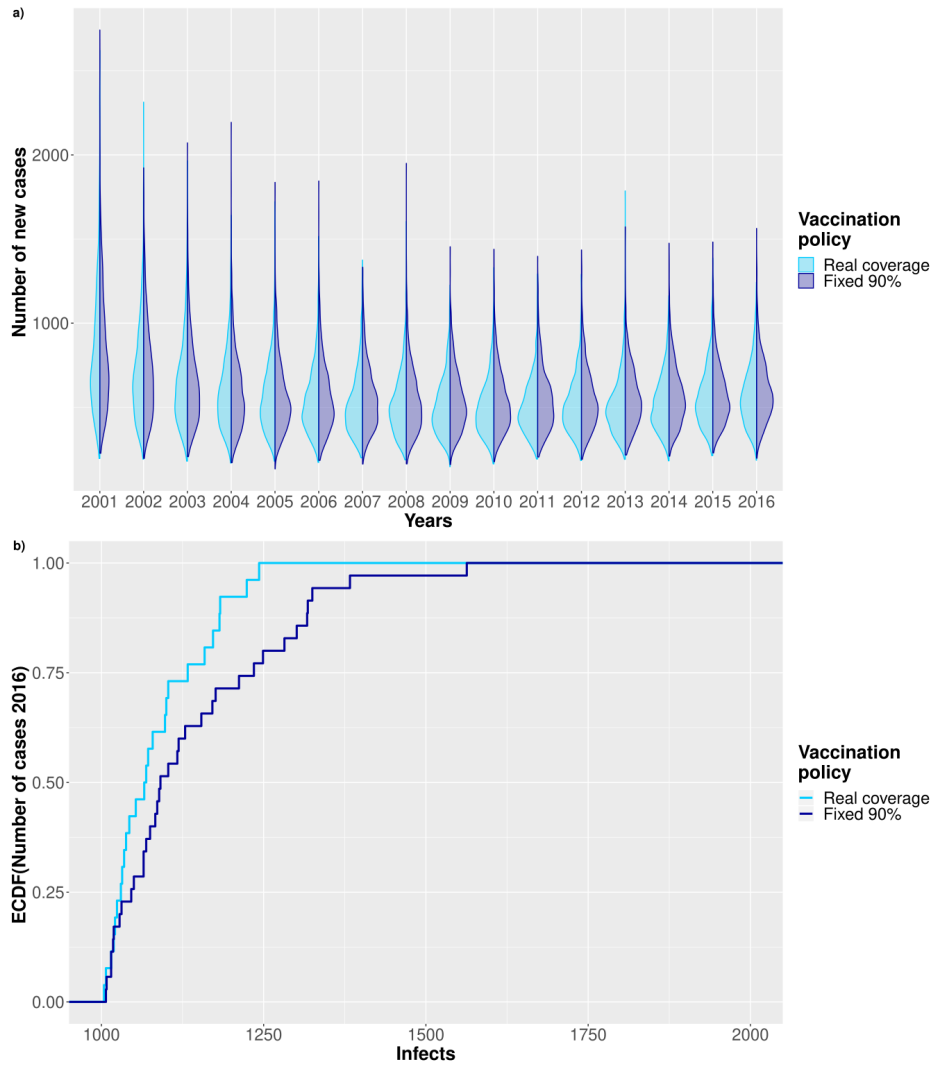 a)
Number of new cases
2000
1000
2001 2002 2003 2004 2005 2006 2007 2008 2009 2010 2011 2012 2013 2014 2015 2016
Years
Vaccination
policy
Real coverage
Fixed 90%
b)
ECDF(Number of cases 2016)
1.00
0.75
0.50
0.25
0.00
1000 1250 1500 1750 2000
Infects
Vaccination
policy
Real coverage
Fixed 90%